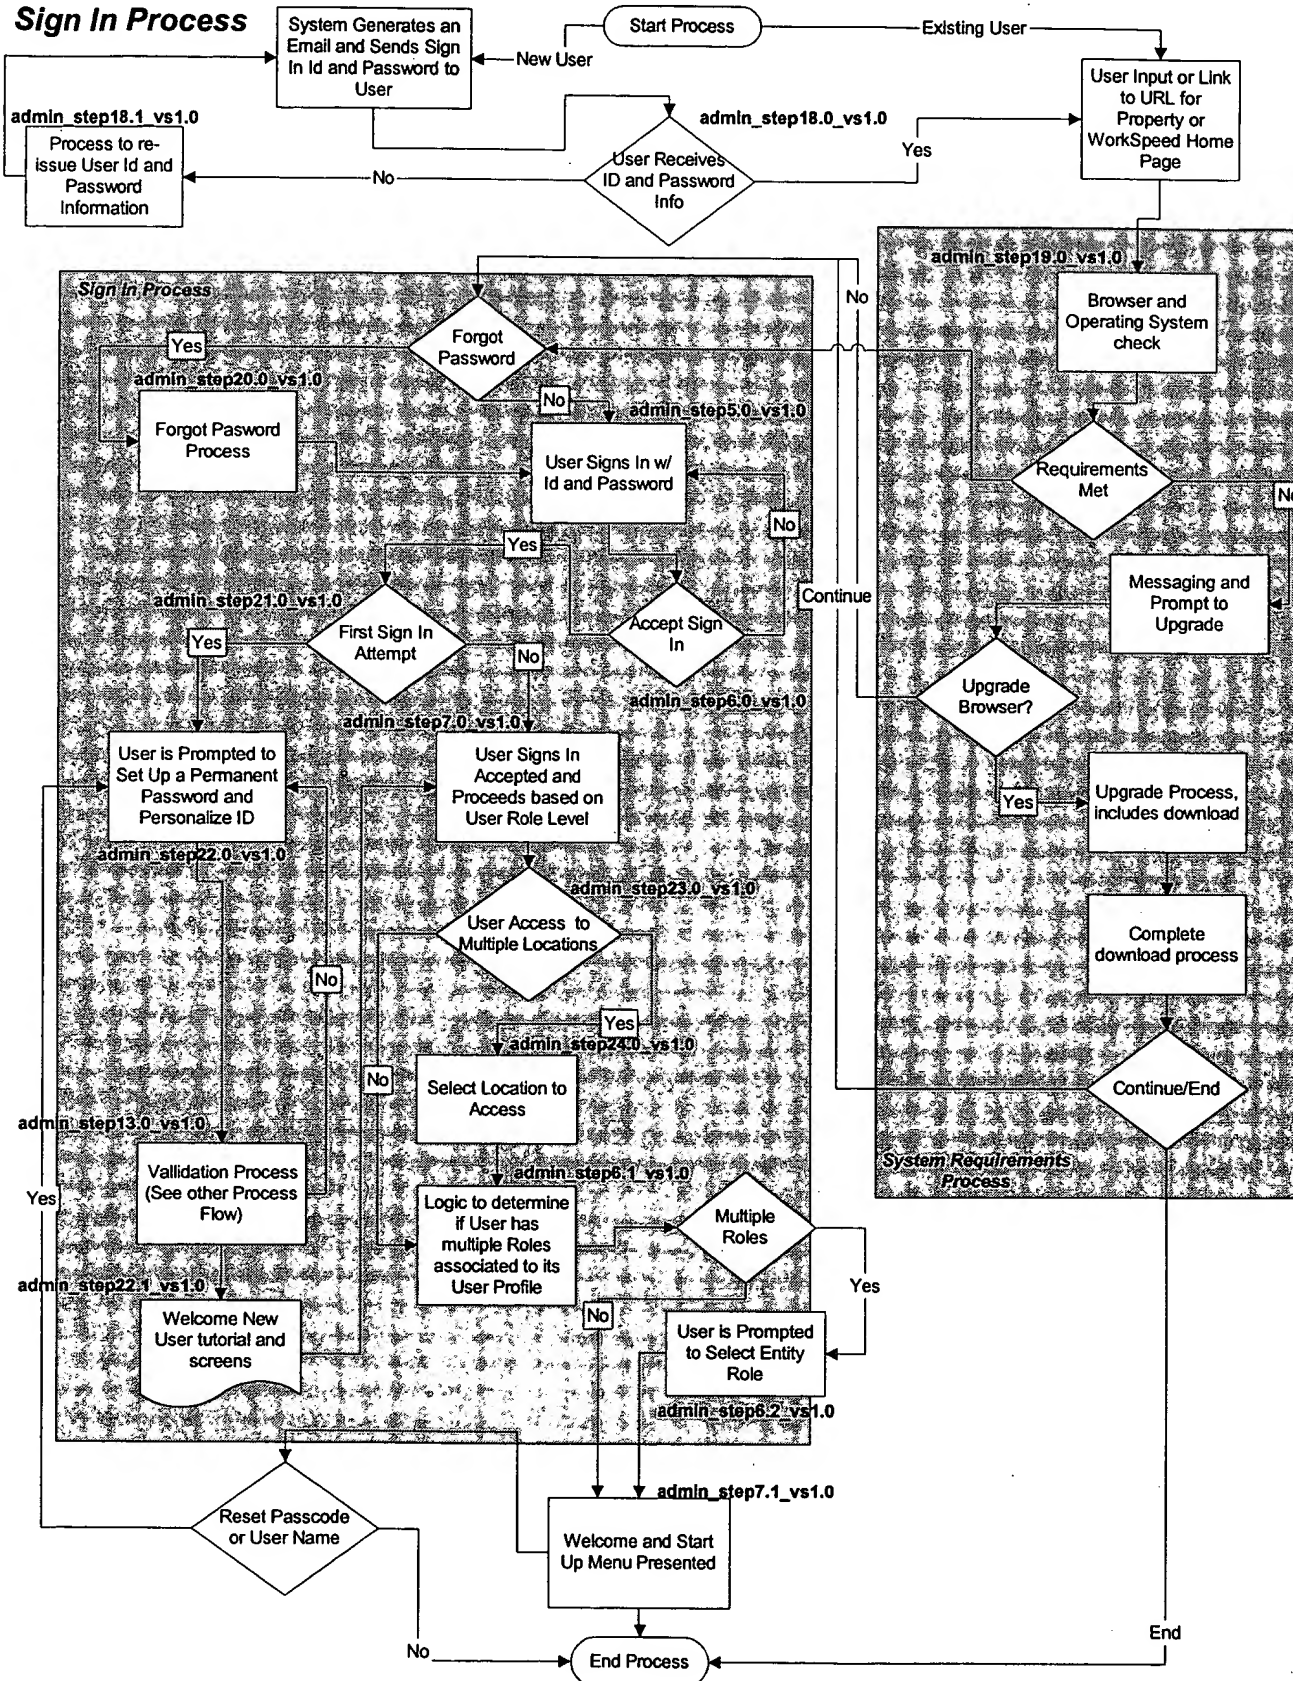 Sign In Process
System Generates an
Email and Sends Sign
In Id and Password to
User
Start Process
New User
Existing User
User Input or Link
to URL for
Property or
WorkSpeed Home
Page
admin_step18.1_vs1.0
Process to re-
issue User Id and
Password
Information
No
admin_step18.0_vs1.0
User Receives
ID and Password
Info
Yes
Sign In Process
admin_step19.0_vs1.0
Browser and
Operating System
check
No
Forgot
Password
Yes
admin_step20.0_vs1.0
Forgot Pasword
Process
No
admin_step5.0_vs1.0
User Signs In w/
Id and Password
Requirements
Met
No
No
Yes
admin_step21.0_vs1.0
First Sign In
Attempt
Accept Sign
In
Continue
Messaging and
Prompt to
Upgrade
Yes
No
admin_step6.0_vs1.0
Upgrade
Browser?
admin_step7.0_vs1.0
User is Prompted to
Set Up a Permanent
Password and
Personalize ID
User Signs In
Accepted and
Proceeds based on
User Role Level
Yes
Upgrade Process,
includes download
admin_step22.0_vs1.0
admin_step23.0_vs1.0
User Access to
Multiple Locations
Complete
download process
No
Yes
admin_step24.0_vs1.0
No
Select Location to
Access
Continue/End
admin_step13.0_vs1.0
Vallidation Process
(See other Process
Flow)
Yes
admin_step6.1_vs1.0
Logic to determine
if User has
multiple Roles
associated to its
User Profile
Multiple
Roles
System Requirements
Process
admin_step22.1_vs1.0
Welcome New
User tutorial and
screens
Yes
No
User is Prompted
to Select Entity
Role
admin_step6.2_vs1.0
admin_step7.1_vs1.0
Reset Passcode
or User Name
Welcome and Start
Up Menu Presented
No
End
End Process